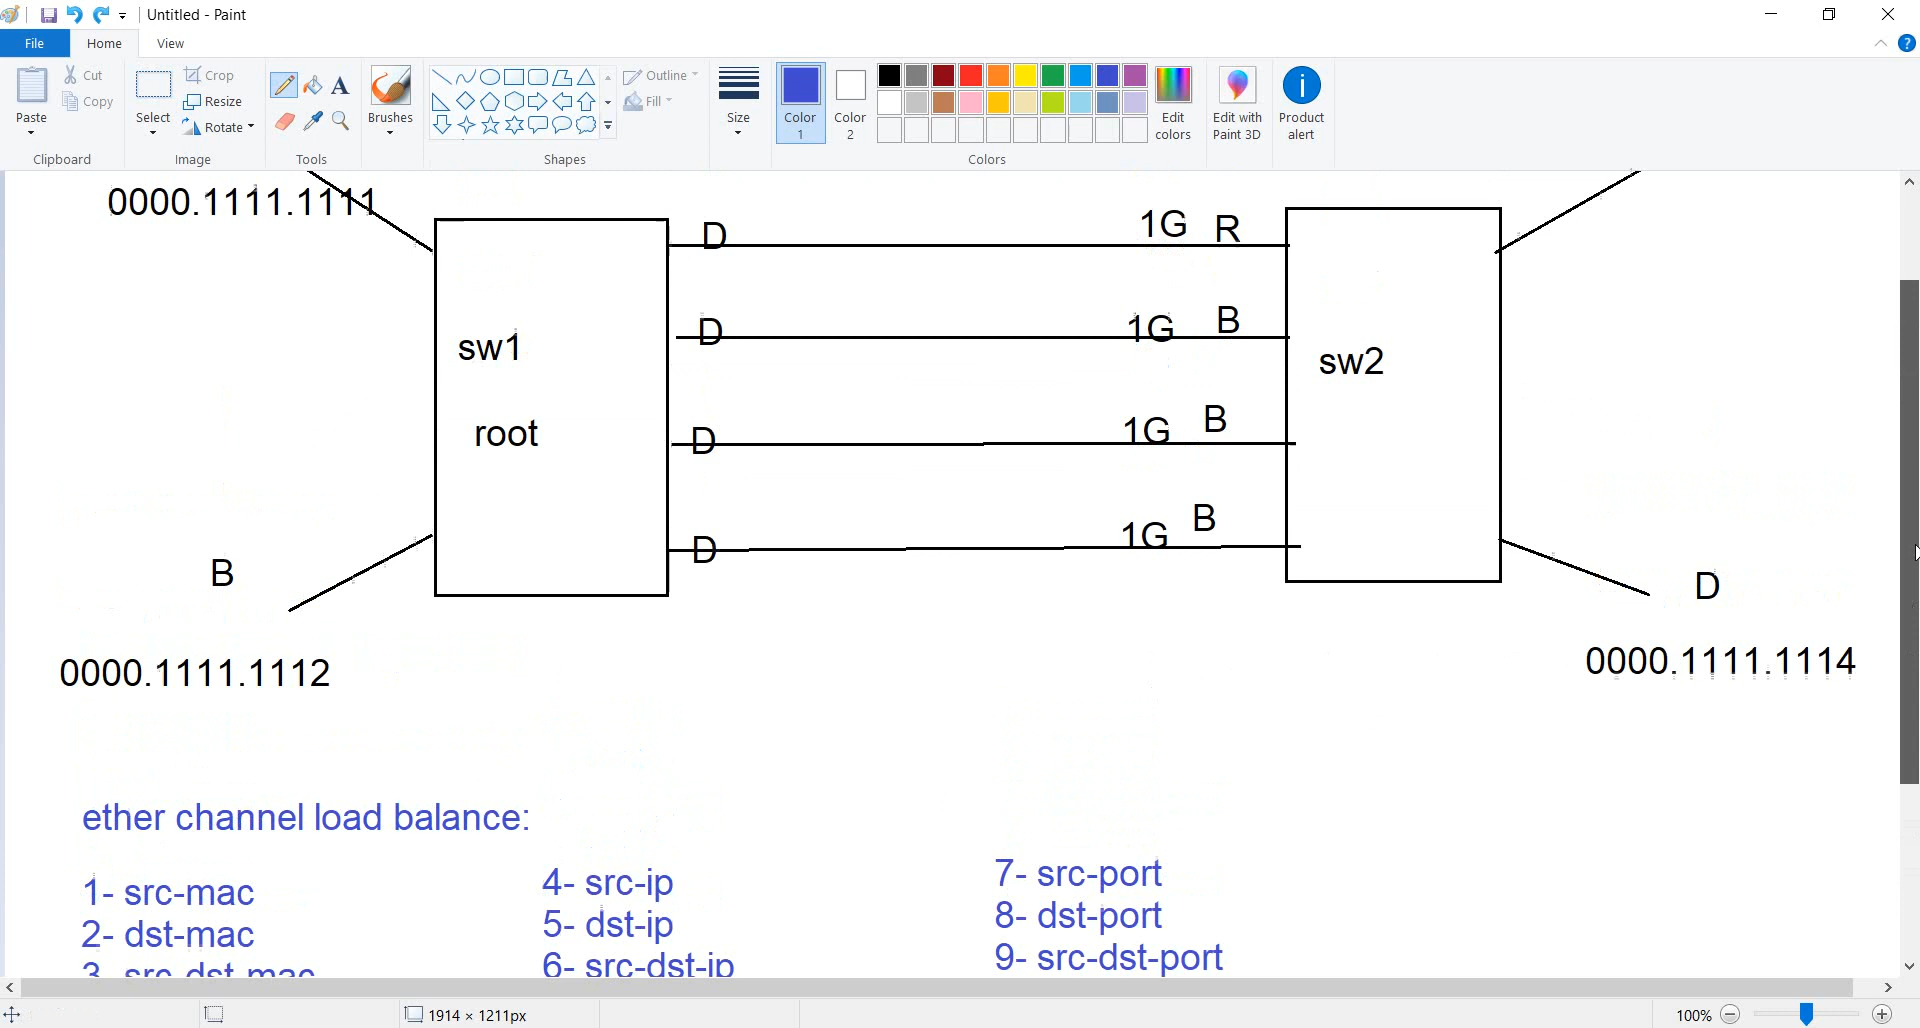 Untitled - Paint
File Home View
Paste
Cut
Copy
Clipboard
Select
Crop
Resize
Rotate
Image
Tools
Brushes
Shapes
Outline
Fill
Size
Color 1
Color 2
Colors
Edit colors
Edit with Paint 3D
Product alert
0000.1111.1111
D 1G R
D 1G B
sw1 sw2
root
D 1G B
D 1G B
B D
0000.1111.1112 0000.1111.1114
ether channel load balance:
1- src-mac
2- dst-mac
3 src-dst-mac
4- src-ip
5- dst-ip
6- src-dst-ip
7- src-port
8- dst-port
9- src-dst-port
1914 × 1211px
100%